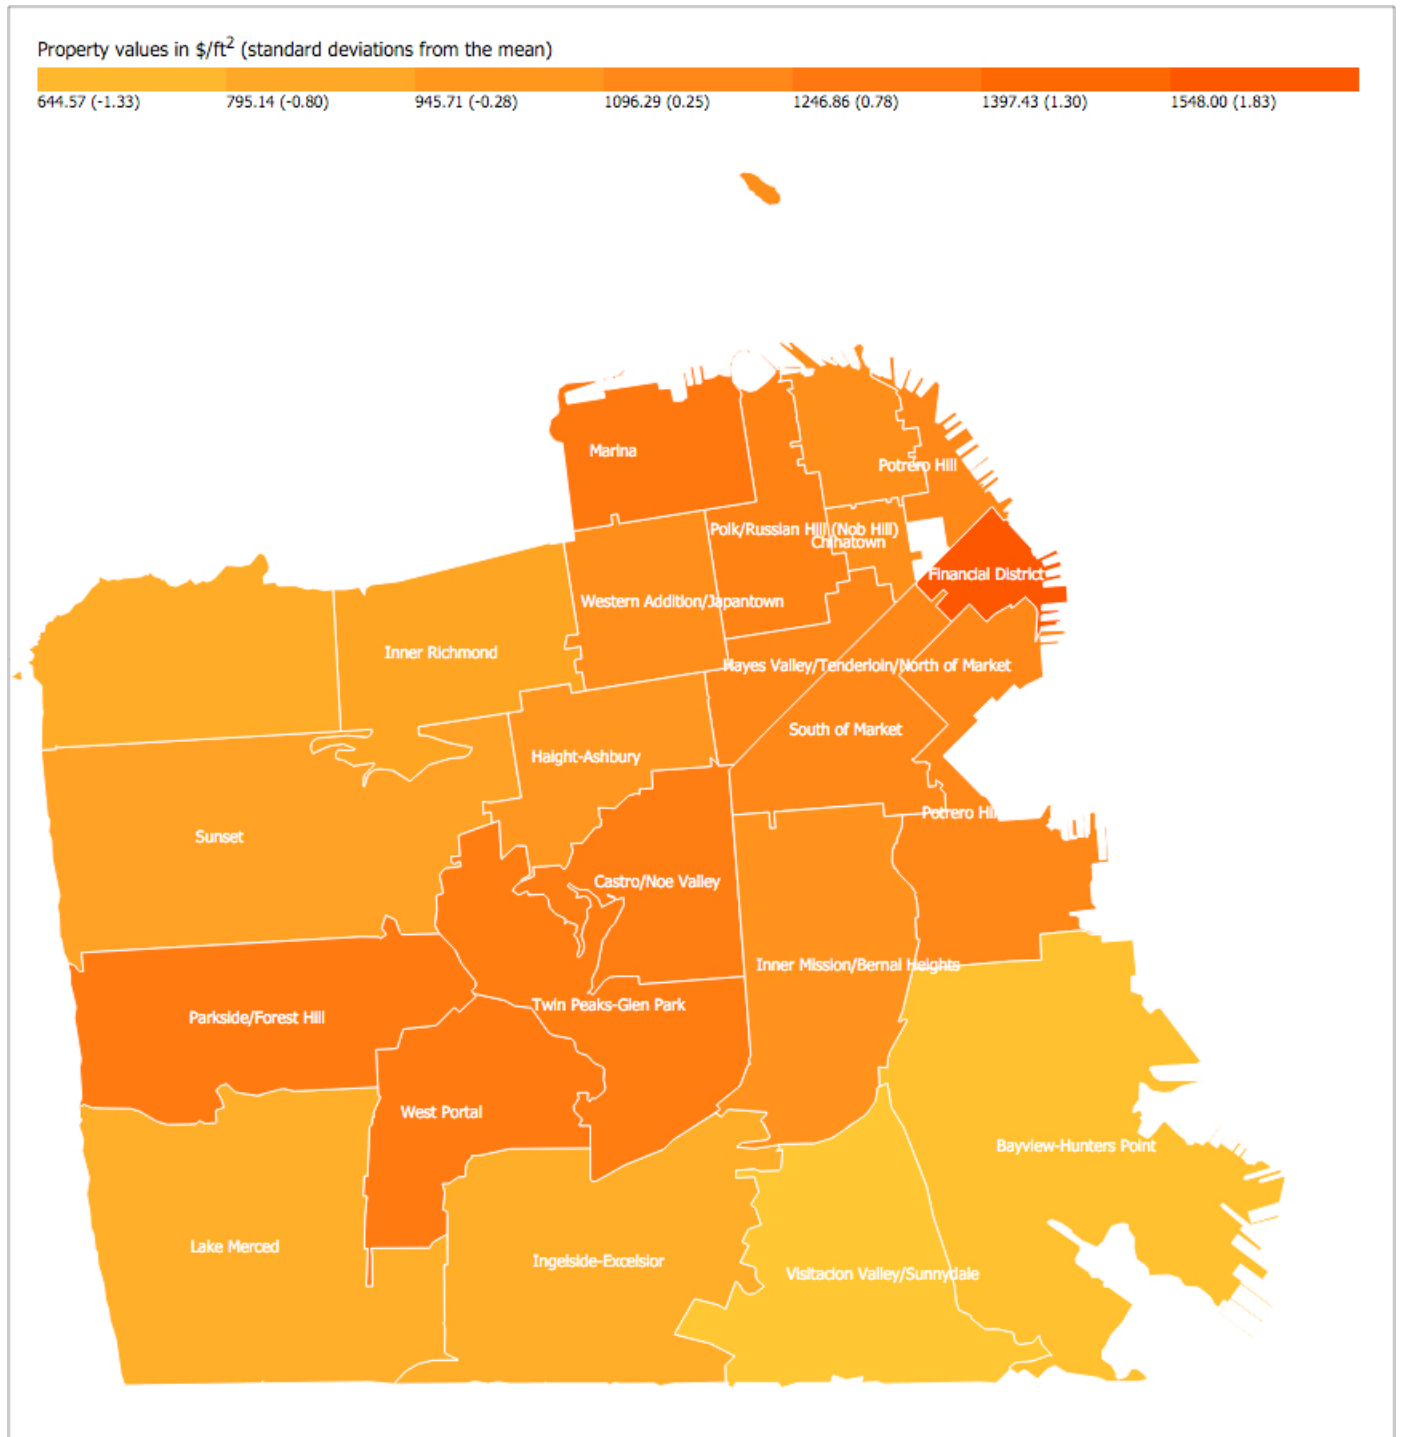 Property values in $/ft² (standard deviations from the mean)
644.57 (-1.33) 795.14 (-0.80) 945.71 (-0.28) 1096.29 (0.25) 1246.86 (0.78) 1397.43 (1.30) 1548.00 (1.83)
Marina
Potrero Hill
Polk/Russian Hill (Nob Hill)
Chinatown
Financial District
Western Addition/Japantown
Inner Richmond
Hayes Valley/Tenderloin/North of Market
South of Market
Haight-Ashbury
Potrero Hil
Sunset
Castro/Noe Valley
Inner Mission/Bernal Heights
Twin Peaks-Glen Park
Parkside/Forest Hill
West Portal
Bayview-Hunters Point
Lake Merced
Ingelside-Excelsior
Visitacion Valley/Sunnydale